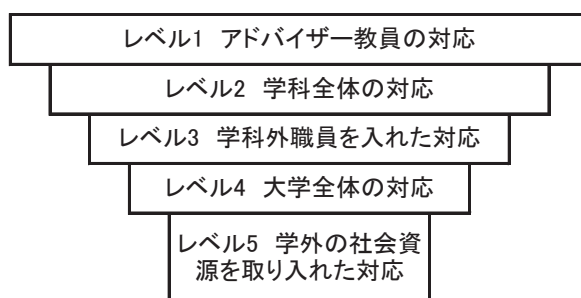 レベル1 アドバイザー教員の対応
レベル2 学科全体の対応
レベル3 学科外職員を入れた対応
レベル4 大学全体の対応
レベル5 学外の社会資
源を取り入れた対応